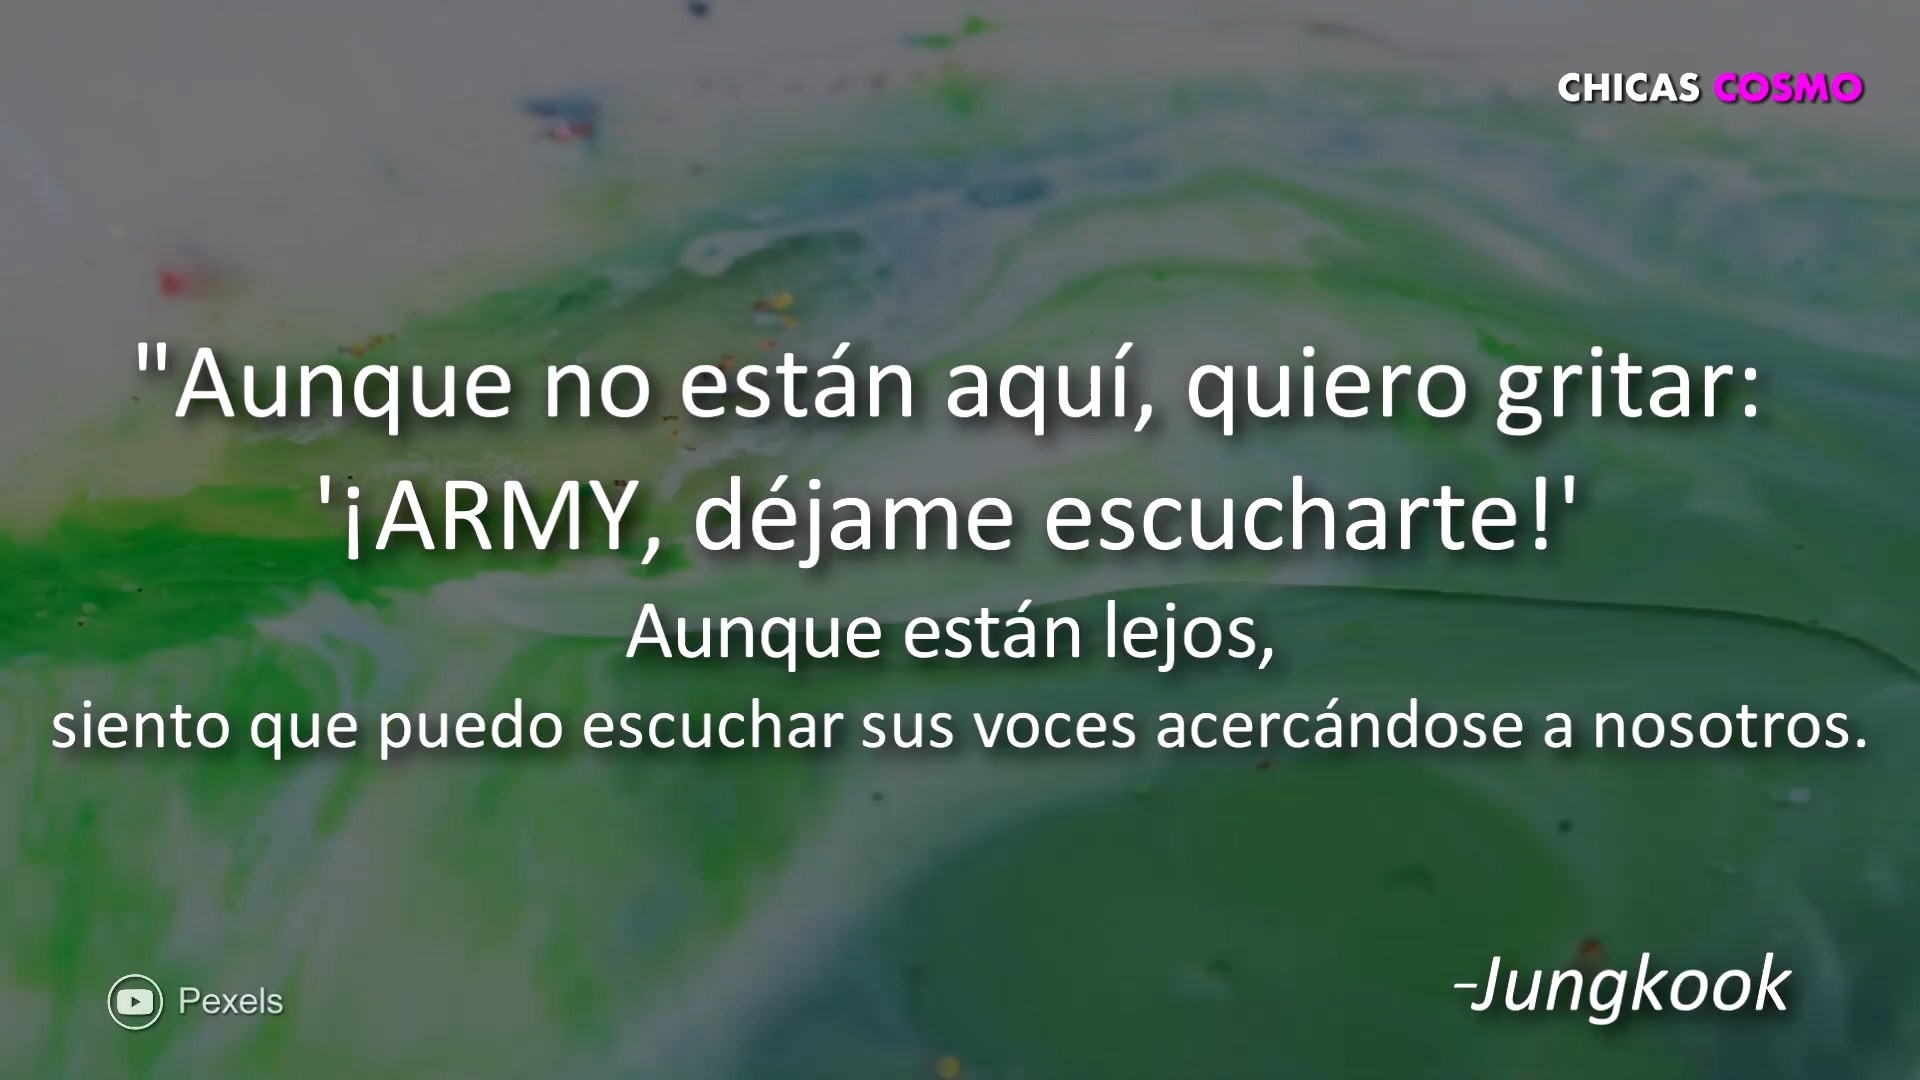 CHICAS COSMO
"Aunque no están aquí, quiero gritar:
'¡ARMY, déjame escucharte!'
Aunque están lejos,
siento que puedo escuchar sus voces acercándose a nosotros.
-Jungkook
Pexels